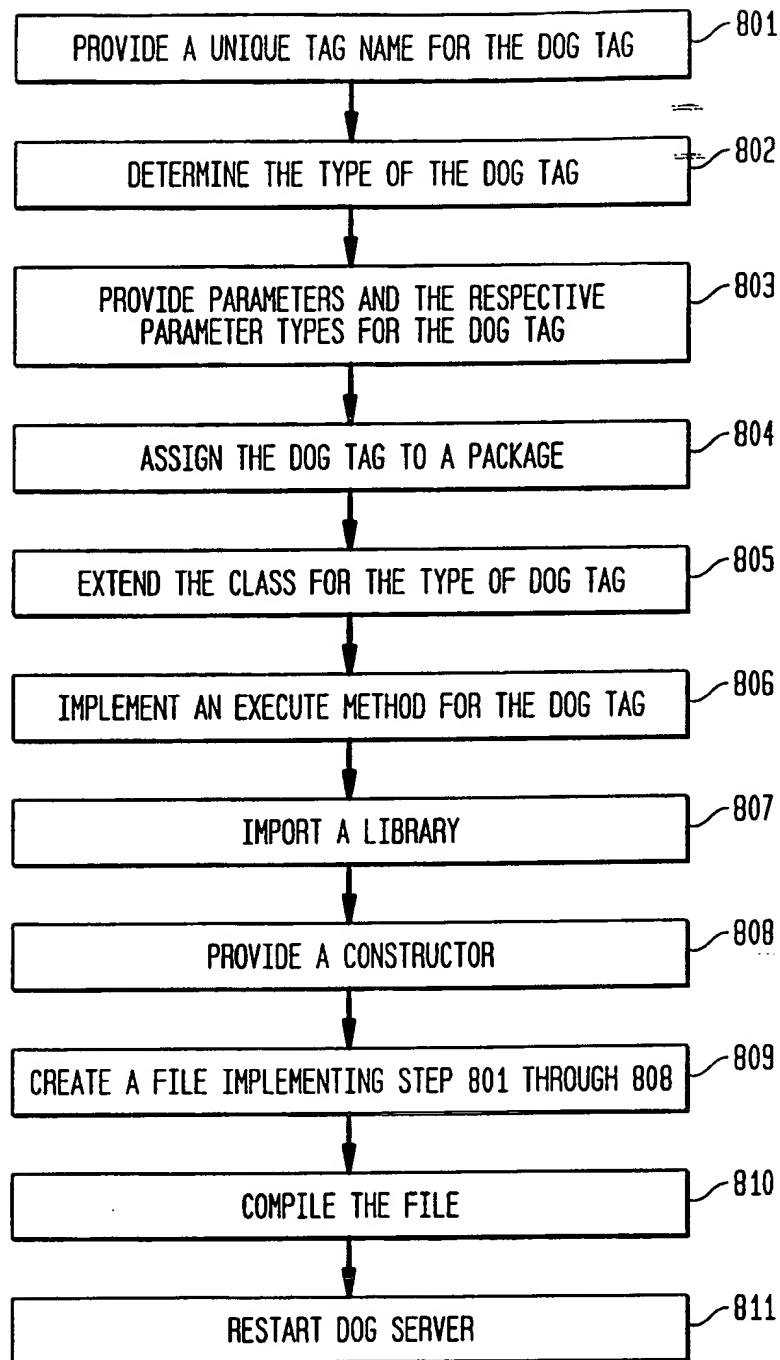 PROVIDE A UNIQUE TAG NAME FOR THE DOG TAG
801
DETERMINE THE TYPE OF THE DOG TAG
802
PROVIDE PARAMETERS AND THE RESPECTIVE
PARAMETER TYPES FOR THE DOG TAG
803
ASSIGN THE DOG TAG TO A PACKAGE
804
EXTEND THE CLASS FOR THE TYPE OF DOG TAG
805
IMPLEMENT AN EXECUTE METHOD FOR THE DOG TAG
806
IMPORT A LIBRARY
807
PROVIDE A CONSTRUCTOR
808
CREATE A FILE IMPLEMENTING STEP 801 THROUGH 808
809
COMPILE THE FILE
810
RESTART DOG SERVER
811